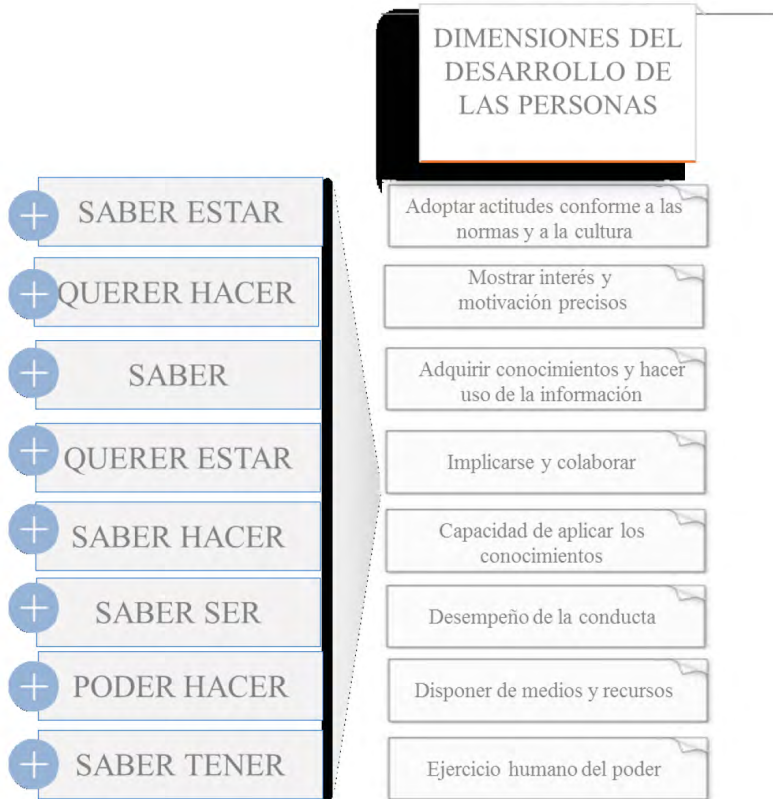 DIMENSIONES DEL
DESARROLLO DE
LAS PERSONAS
SABER ESTAR
Adoptar actitudes conforme a las
normas y a la cultura
QUERER HACER
Mostrar interés y
motivación precisos
SABER
Adquirir conocimientos y hacer
uso de la información
QUERER ESTAR
Implicarse y colaborar
SABER HACER
Capacidad de aplicar los
conocimientos
SABER SER
Desempeño de la conducta
PODER HACER
Disponer de medios y recursos
SABER TENER
Ejercicio humano del poder